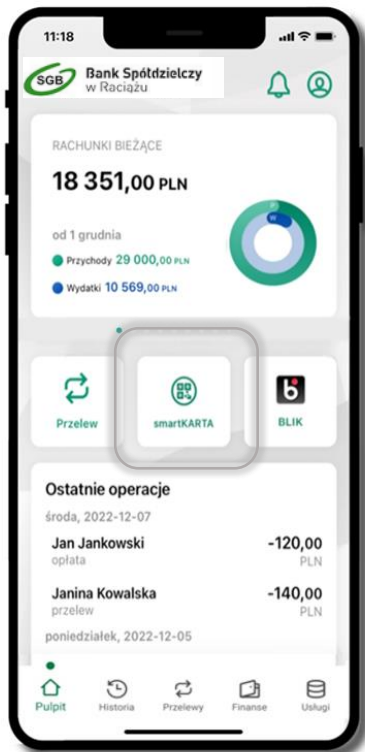 11:18
SGB Bank Spółdzielczy
w Raciążu
RACHUNKI BIEŻĄCE
18 351,00 PLN
od 1 grudnia
Przychody 29 000,00 PLN
Wydatki 10 569,00 PLN
P
W
Przelew
smartKARTA
BLIK
Ostatnie operacje
środa, 2022-12-07
Jan Jankowski -120,00
opłata PLN
Janina Kowalska -140,00
przelew PLN
poniedziałek, 2022-12-05
Pulpit Historia Przelewy Finanse Usługi